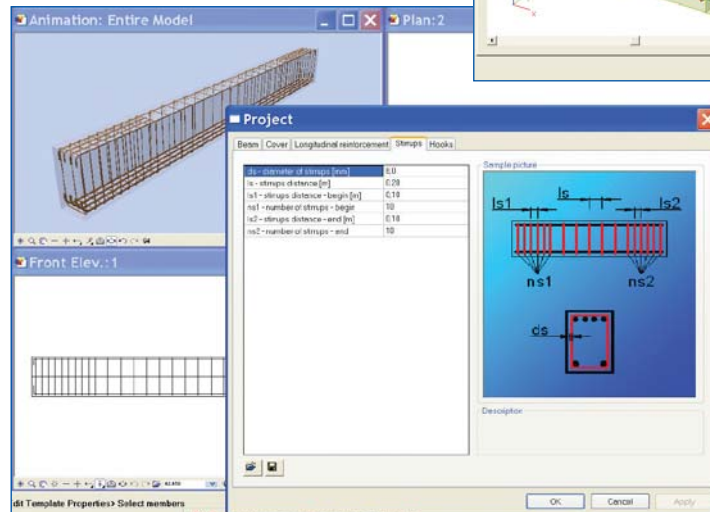 Animation: Entire Model
Plan:2
x
Project
Beam
Cover
Longitudinal reinforcement
Stirrups
Hooks
ds - diameter of stirrups [mm] 8,0
ls - stirrups distance [m] 0,20
ls1 - stirrups distance - begin [m] 0,10
ns1 - number of stirrups - begin 10
ls2 - stirrups distance - end [m] 0,10
ns2 - number of stirrups - end 10
Sample picture
ls1
ls
ls2
ns1
ns2
ds
Description
Front Elev.:1
dit Template Properties> Select members
OK
Cancel
Apply